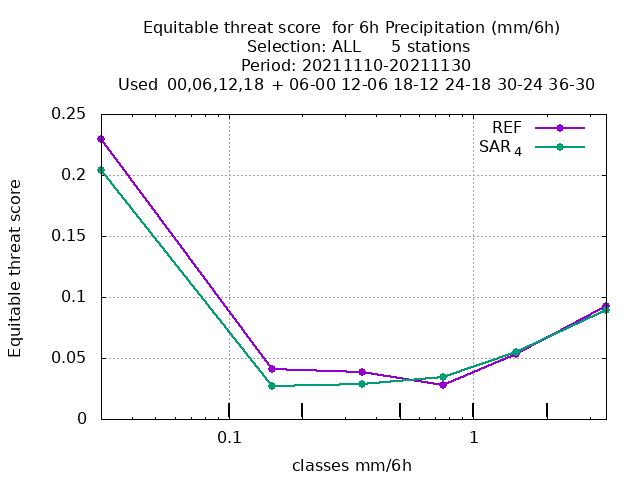 Equitable threat score  for 6h Precipitation (mm/6h)
Selection: ALL      5 stations
Period: 20211110-20211130
Used  00,06,12,18  + 06-00 12-06 18-12 24-18 30-24 36-30
0.25
REF
SAR 4
0.2
0.15
Equitable threat score
0.1
0.05
0
0.1
1
classes mm/6h